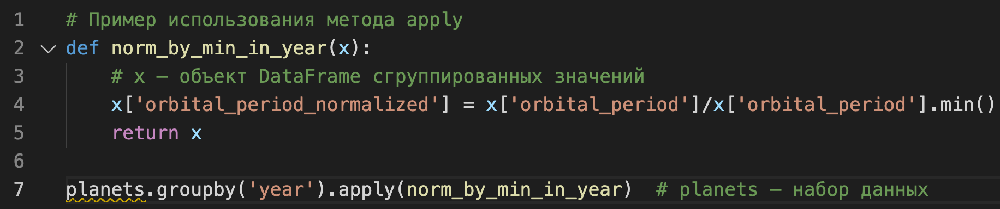 1 # Пример использования метода apply
2 def norm_by_min_in_year(x):
3 # x — объект DataFrame сгруппированных значений
4 x['orbital_period_normalized'] = x['orbital_period']/x['orbital_period'].min()
5 return x
6
7 planets.groupby('year').apply(norm_by_min_in_year)  # planets — набор данных